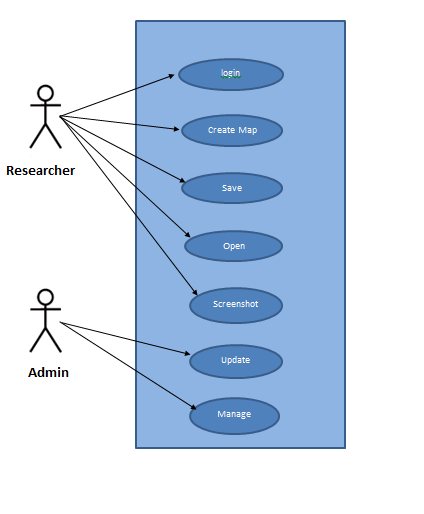 login
Create Map
Researcher
Save
Open
Screenshot
Update
Admin
Manage